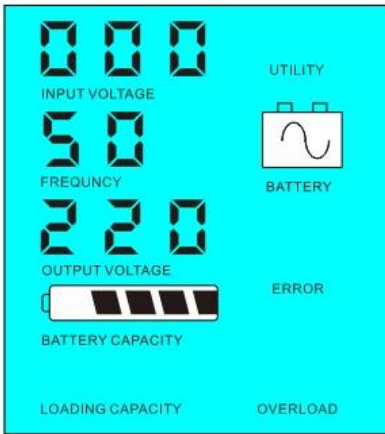 000
UTILITY
INPUT VOLTAGE
50
FREQUNCY
BATTERY
220
OUTPUT VOLTAGE
ERROR
BATTERY CAPACITY
LOADING CAPACITY
OVERLOAD